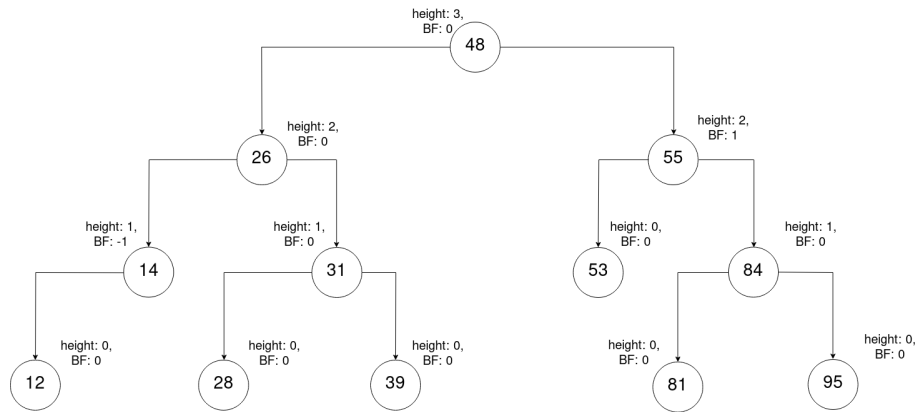 height: 3,
BF: 0
48
height: 2,
BF: 0
26
height: 2,
BF: 1
55
height: 1,
BF: -1
14
height: 1,
BF: 0
31
height: 0,
BF: 0
53
height: 1,
BF: 0
84
height: 0,
BF: 0
12
height: 0,
BF: 0
28
height: 0,
BF: 0
39
height: 0,
BF: 0
81
height: 0,
BF: 0
95